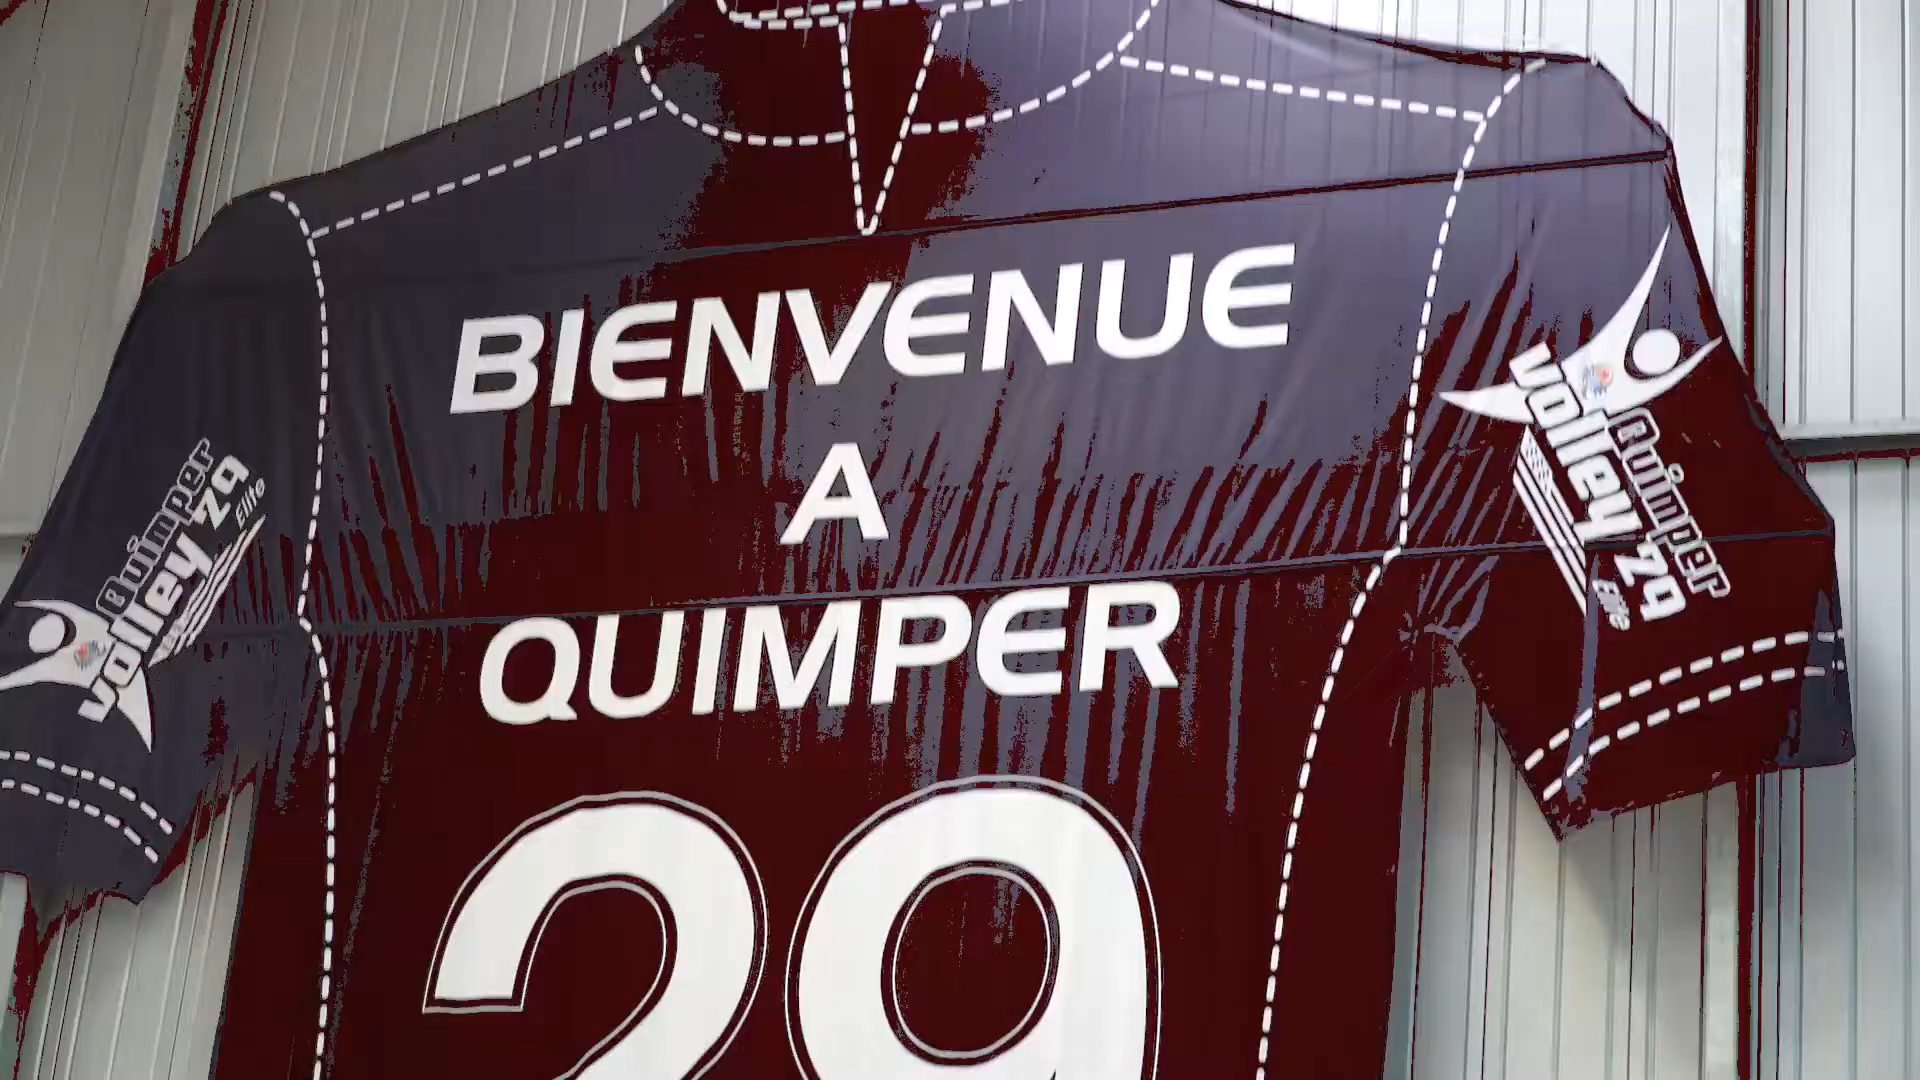 BIENVENUE
A
QUIMPER
29
Quimper
Volley 29
Elite
Quimper
Volley 29
Elite